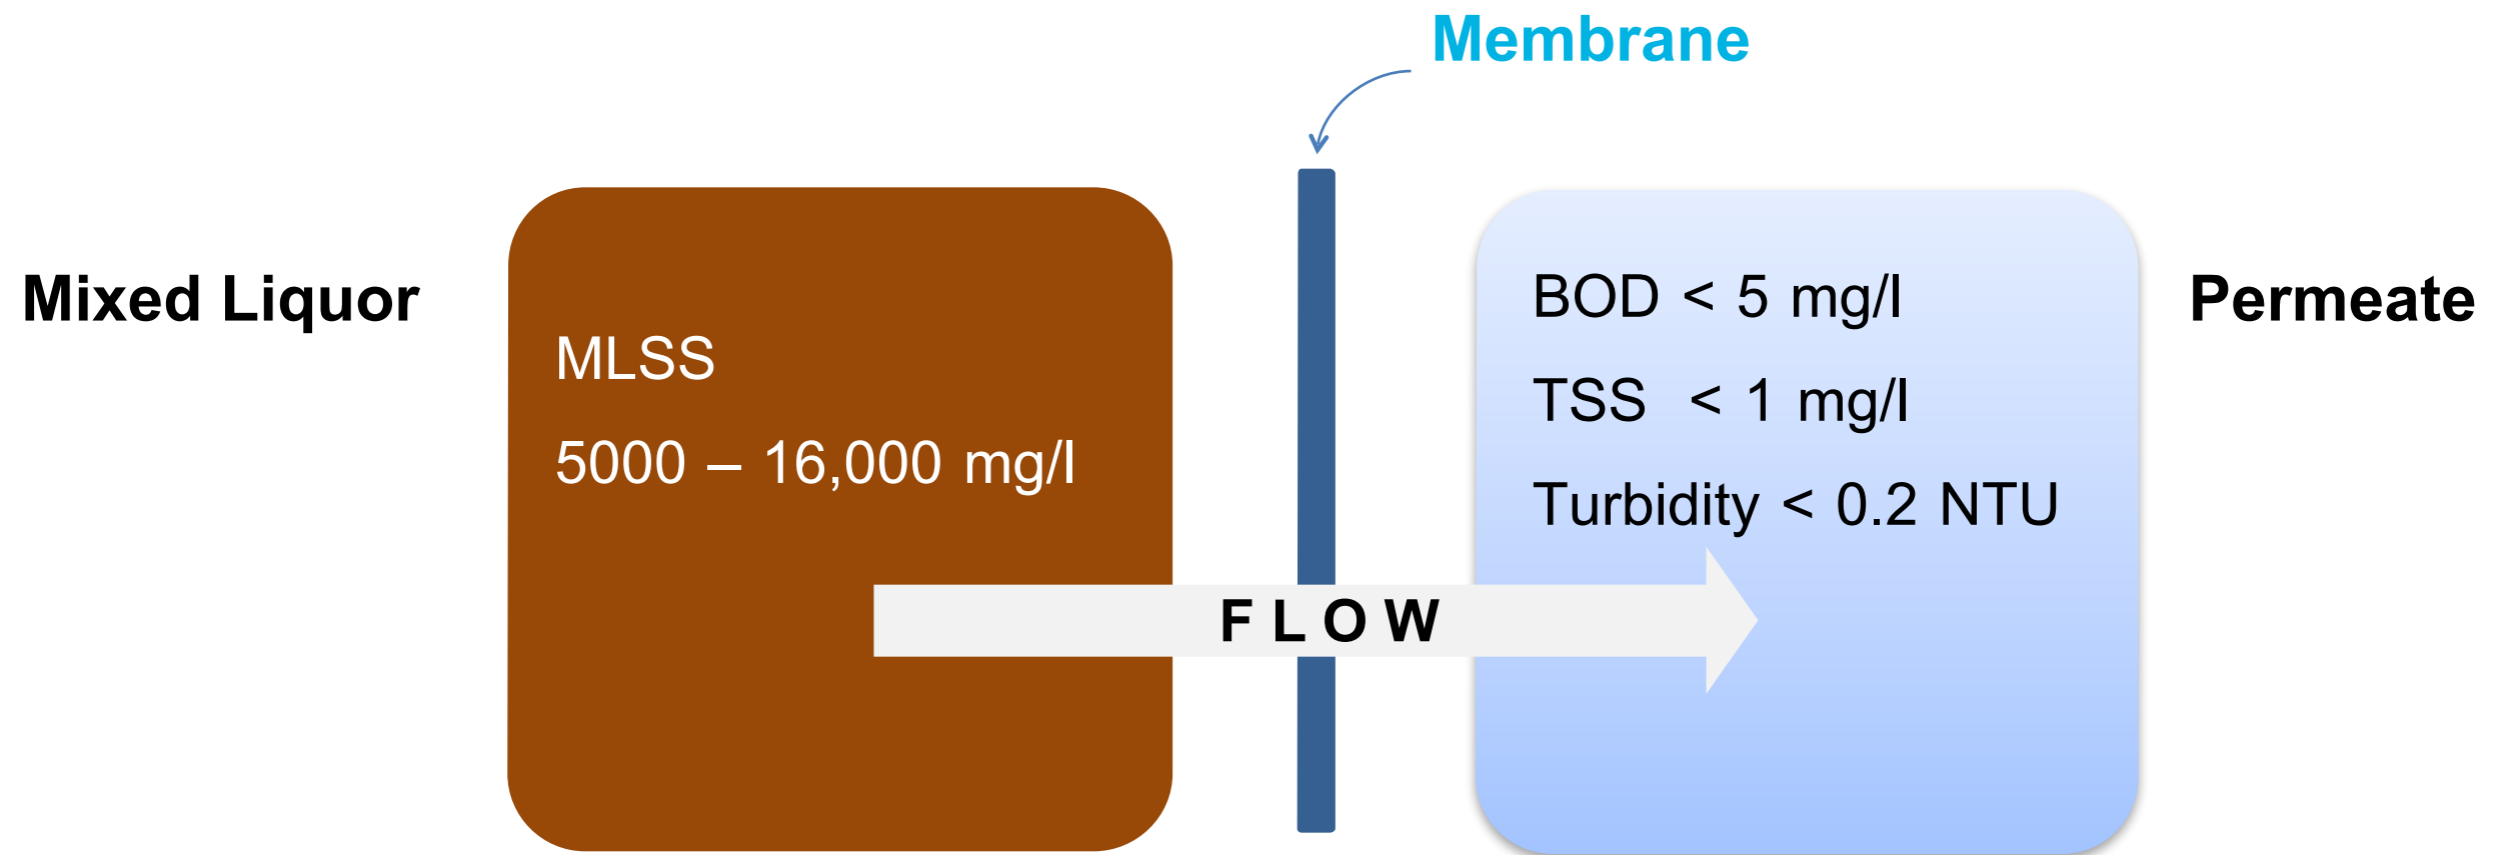 Membrane
Mixed Liquor
MLSS
5000 – 16,000 mg/l
BOD < 5 mg/l
TSS < 1 mg/l
Turbidity < 0.2 NTU
Permeate
FLOW